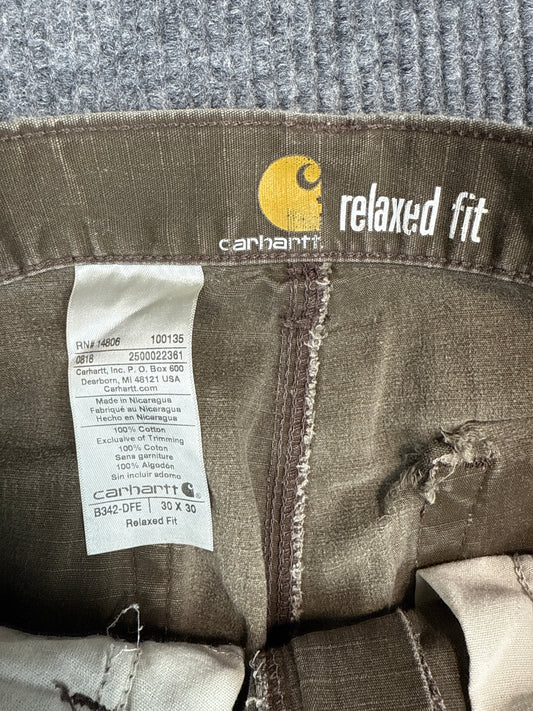 carhartt
relaxed fit
RN# 14806 100135
0818 2500022361
Carhartt, Inc. P. O. Box 600
Dearborn, MI 48121 USA
Carhartt.com
Made in Nicaragua
Fabriqué au Nicaragua
Hecho en Nicaragua
100% Cotton
Exclusive of Trimming
100% Coton
Sans garniture
100% Algodón
Sin incluir adorno
carhartt
B342-DFE 30 X 30
Relaxed Fit